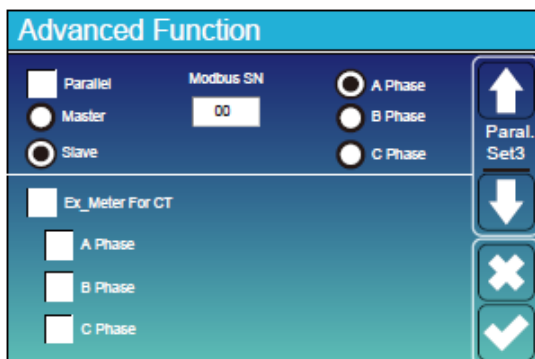 Advanced Function
Parallel
Modbus SN
A Phase
Master
00
B Phase
Slave
C Phase
Paral.
Set3
Ex_Meter For CT
A Phase
B Phase
C Phase